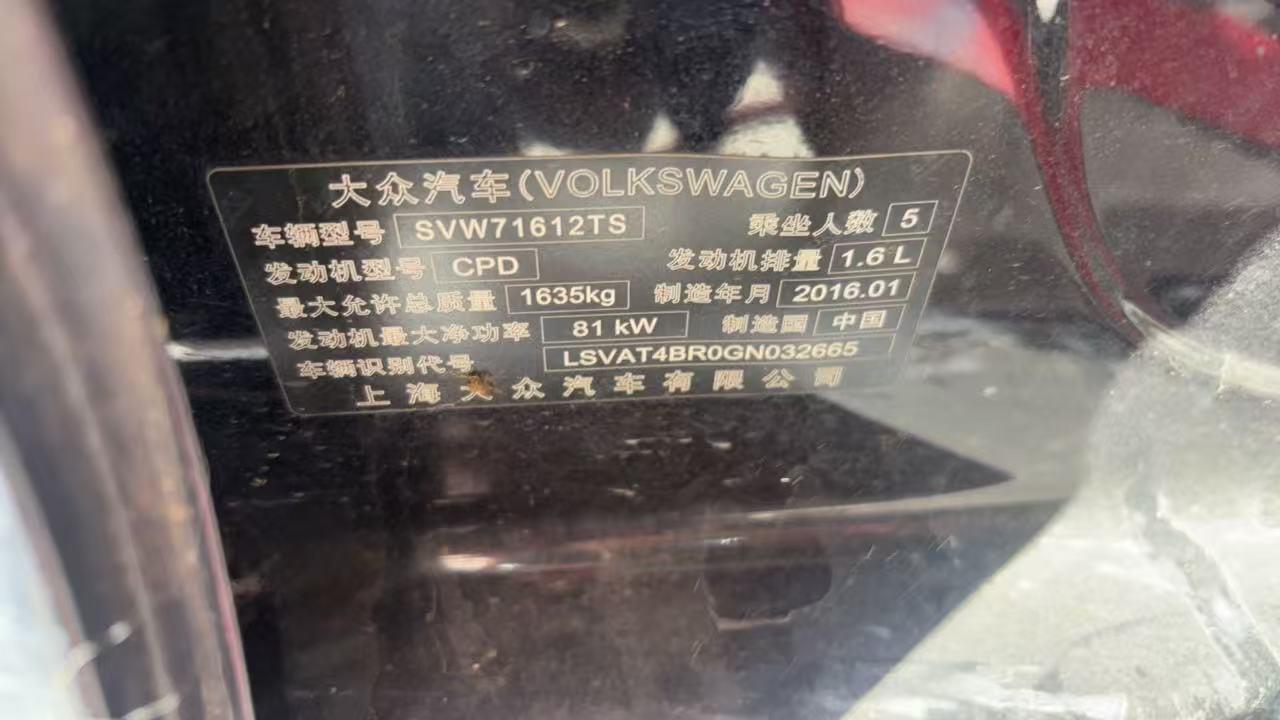 大众汽车(VOLKSWAGEN)
车辆型号 SVW71612TS 乘坐人数 5
发动机型号 CPD 发动机排量 1.6 L
最大允许总质量 1635kg 制造年月 2016.01
发动机最大净功率 81 kW 制造国 中国
车辆识别代号 LSVAT4BR0GN032665
上海大众汽车有限公司